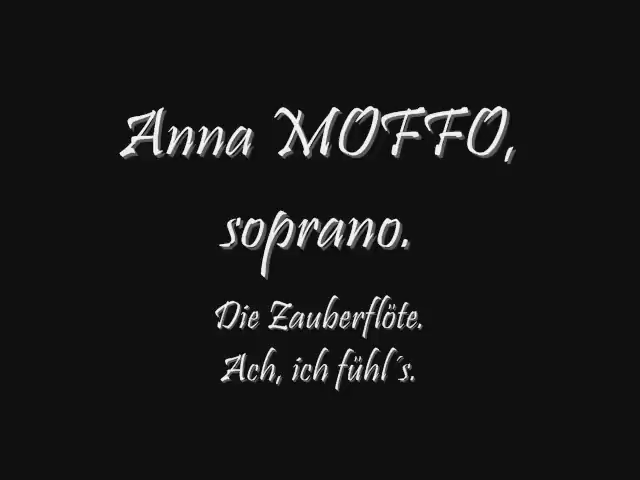 Anna MOFFO,
soprano.
Die Zauberflöte.
Ach, ich fühl´s.